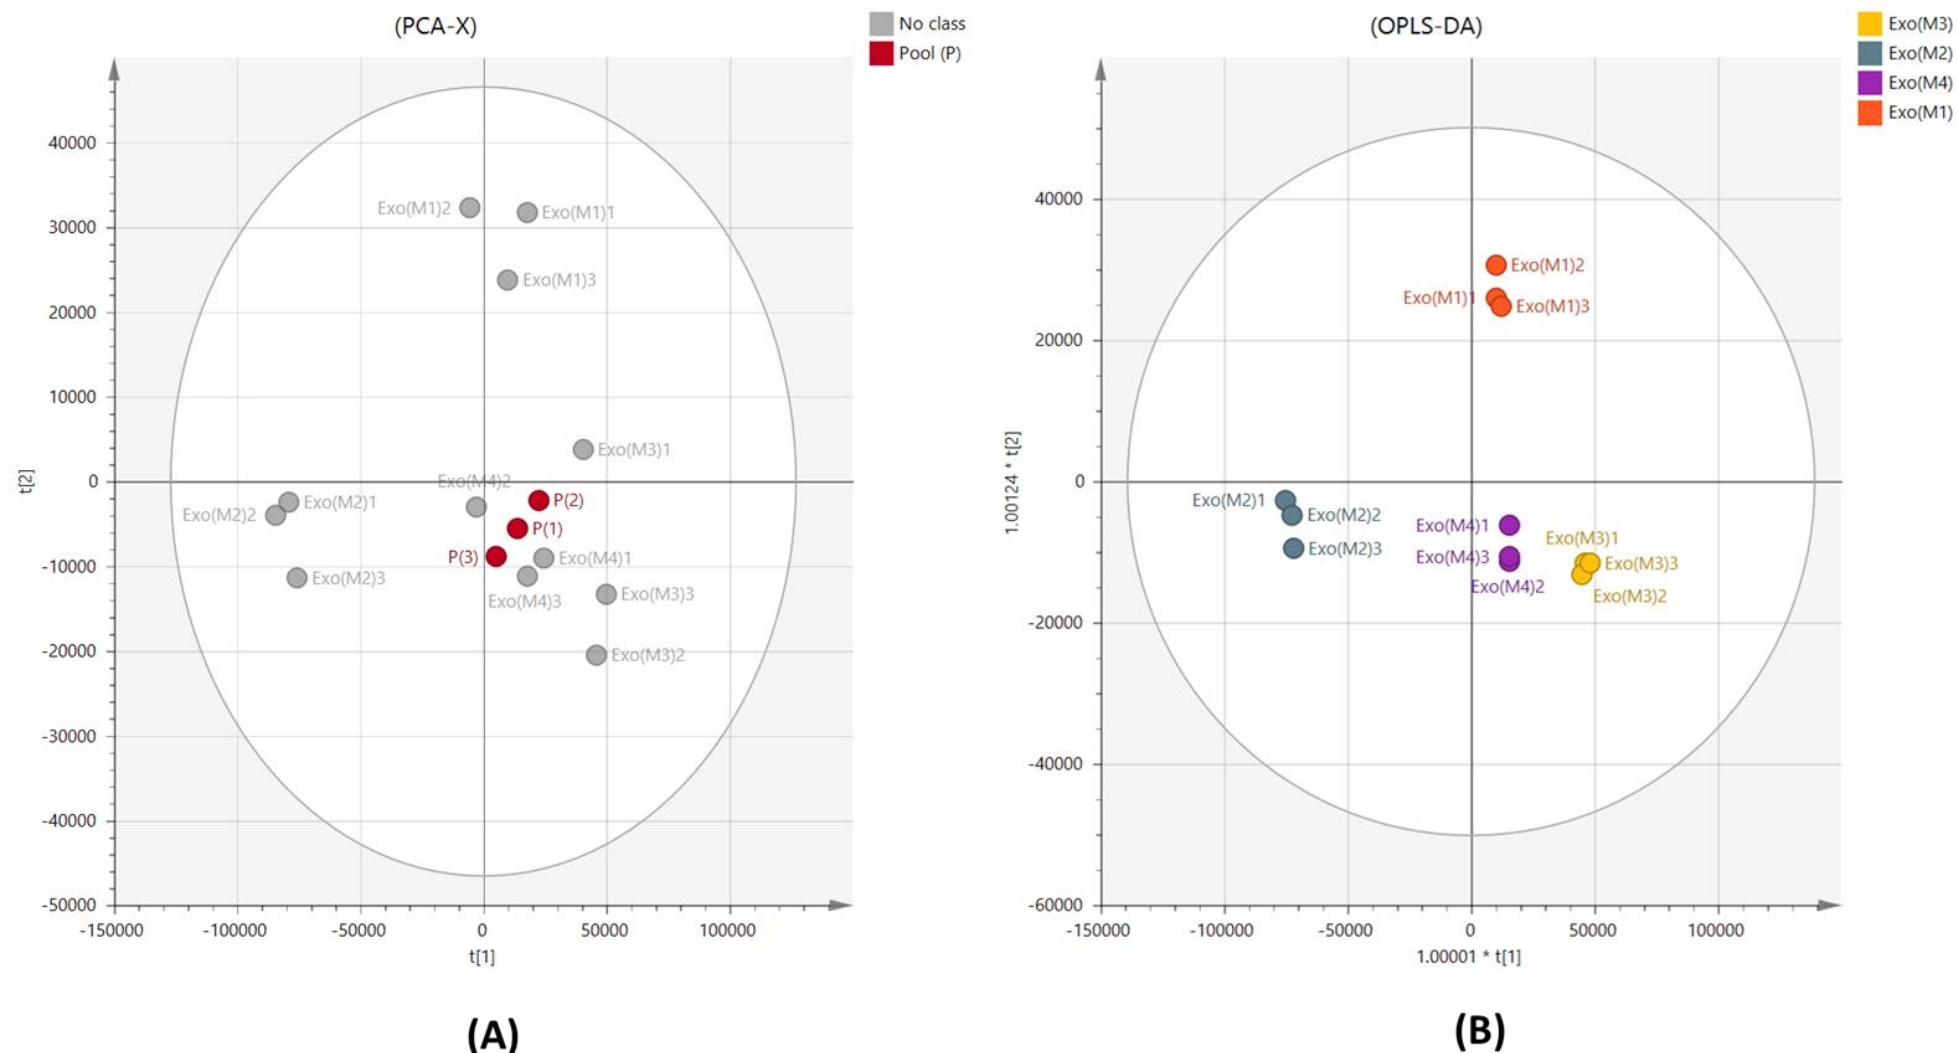 (PCA-X)
No class
Pool (P)
40000
30000
20000
10000
0
-10000
-20000
-30000
-40000
-50000
t[2]
Exo(M1)2
Exo(M1)1
Exo(M1)3
Exo(M3)1
Exo(M4)2
Exo(M2)1
Exo(M2)2
P(2)
P(1)
P(3)
Exo(M4)1
Exo(M2)3
Exo(M4)3
Exo(M3)3
Exo(M3)2
-150000
-100000
-50000
0
50000
100000
t[1]
(A)
(OPLS-DA)
Exo(M3)
Exo(M2)
Exo(M4)
Exo(M1)
40000
20000
0
-20000
-40000
-60000
1.00124 * t[2]
Exo(M1)2
Exo(M1)1
Exo(M1)3
Exo(M2)1
Exo(M2)2
Exo(M2)3
Exo(M4)1
Exo(M4)3
Exo(M4)2
Exo(M3)1
Exo(M3)3
Exo(M3)2
-150000
-100000
-50000
0
50000
100000
1.00001 * t[1]
(B)